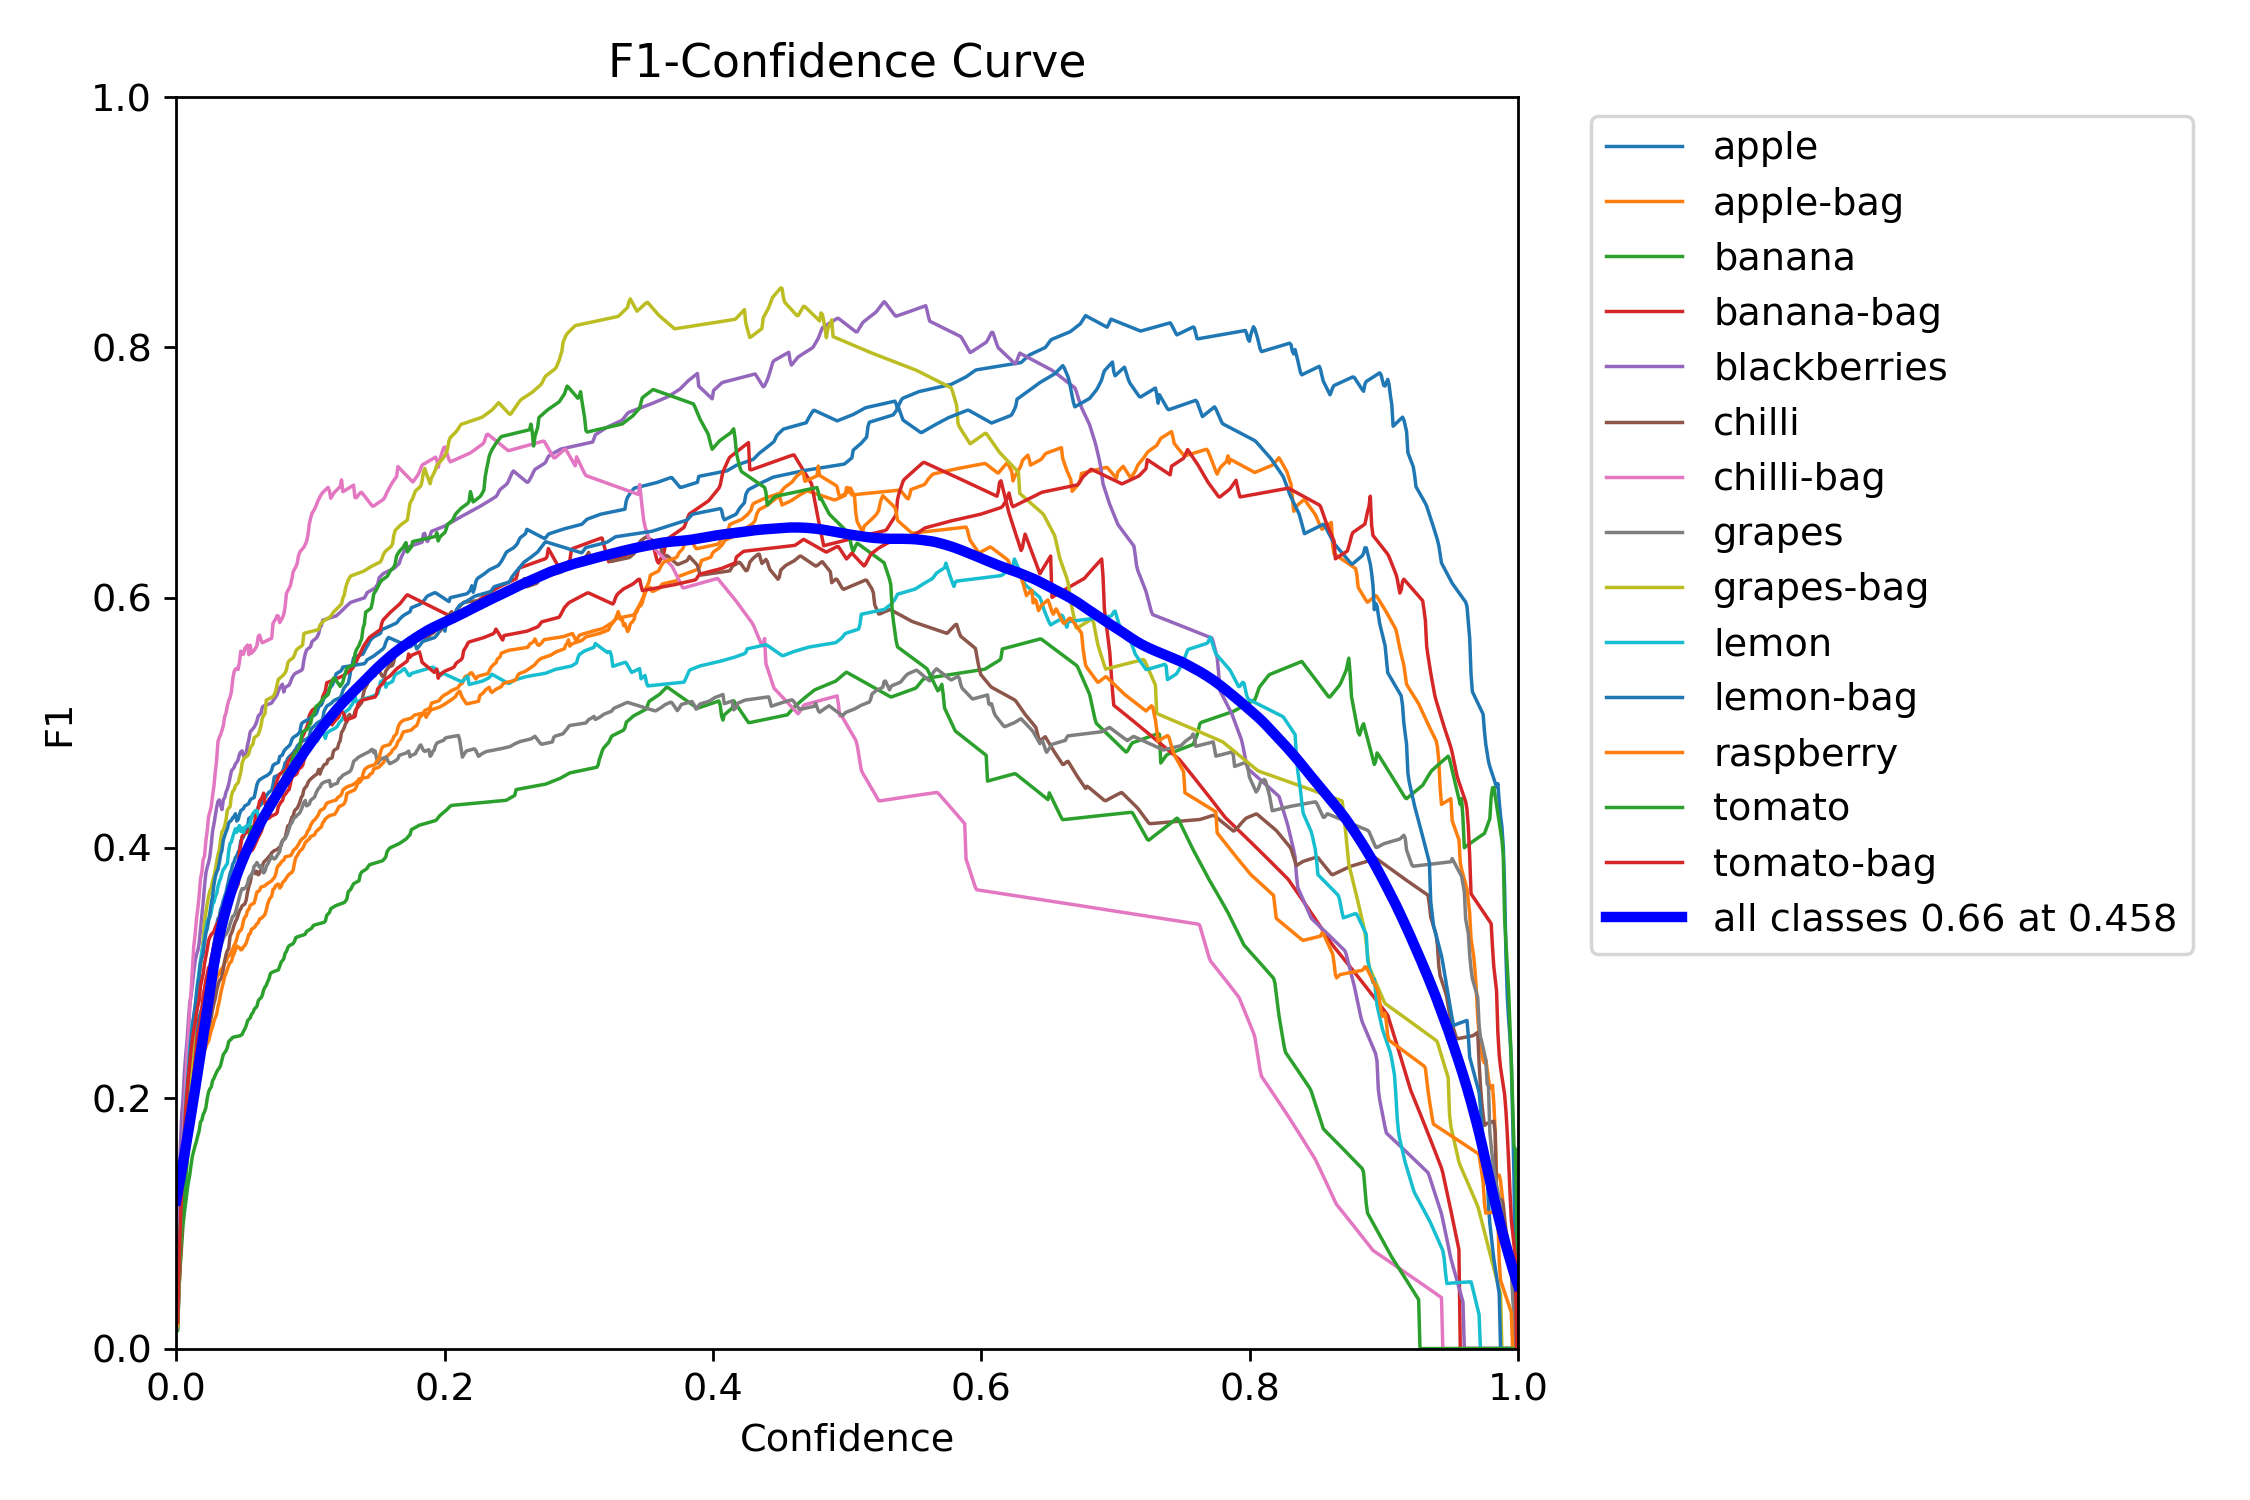 F1-Confidence Curve
1.0
0.8
0.6
0.4
0.2
0.0
F1
0.0 0.2 0.4 0.6 0.8 1.0
Confidence
apple
apple-bag
banana
banana-bag
blackberries
chilli
chilli-bag
grapes
grapes-bag
lemon
lemon-bag
raspberry
tomato
tomato-bag
all classes 0.66 at 0.458